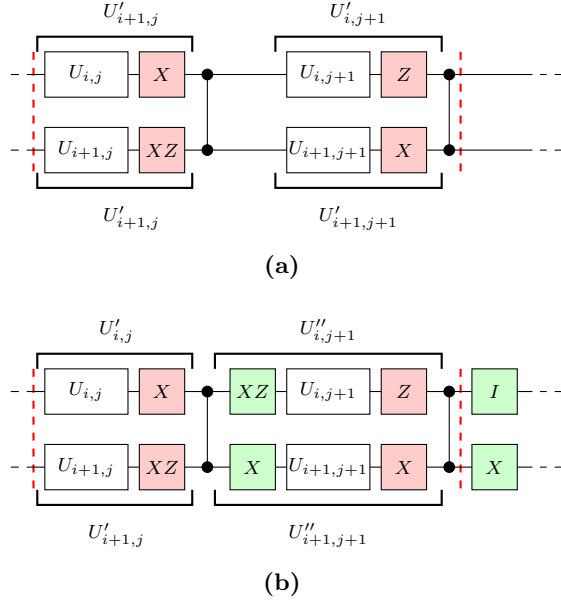 U′_{i+1,j} U′_{i,j+1}
U_{i,j} X U_{i,j+1} Z
U_{i+1,j} XZ U_{i+1,j+1} X
U′_{i+1,j} U′_{i+1,j+1}
(a)
U′_{i,j} U″_{i,j+1}
U_{i,j} X XZ U_{i,j+1} Z I
U_{i+1,j} XZ X U_{i+1,j+1} X X
U′_{i+1,j} U″_{i+1,j+1}
(b)